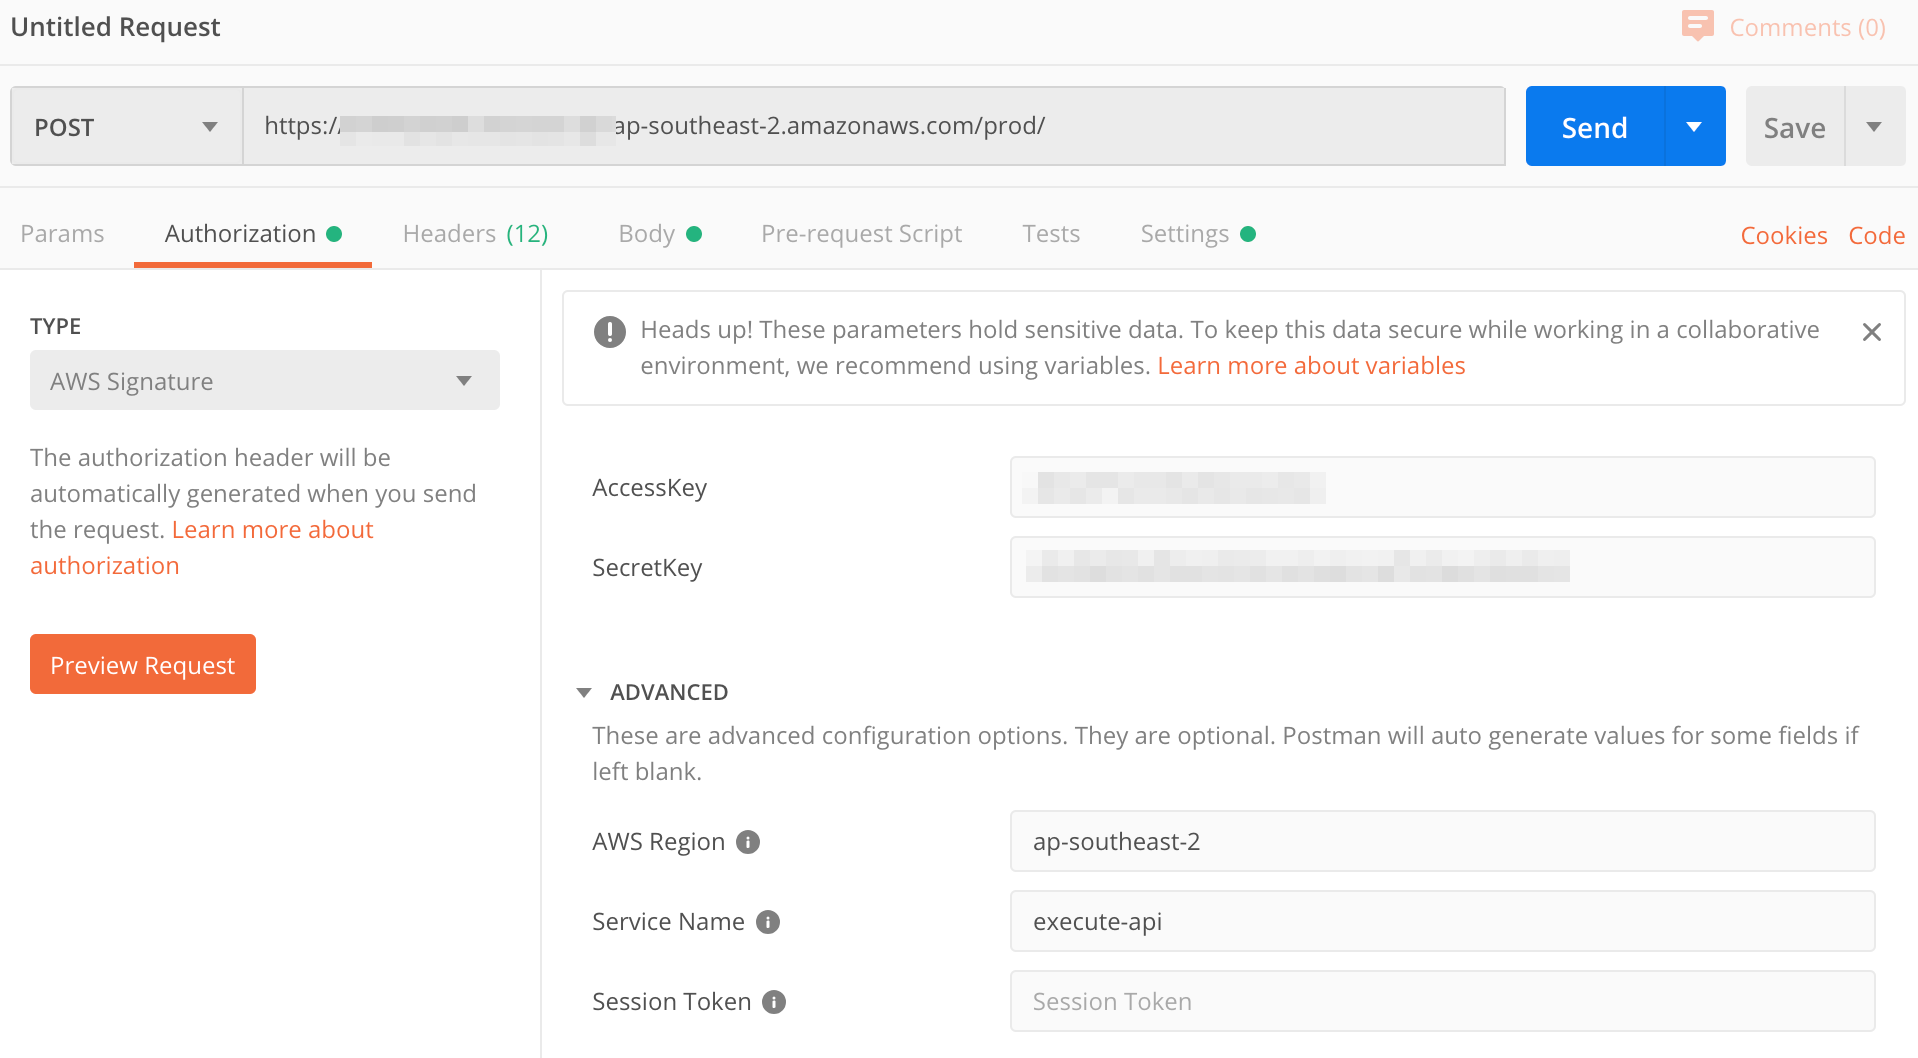 Untitled Request
Comments (0)
POST
https:/
ap-southeast-2.amazonaws.com/prod/
Send
Save
Params
Authorization
Headers (12)
Body
Pre-request Script
Tests
Settings
Cookies
Code
TYPE
AWS Signature
The authorization header will be
automatically generated when you send
the request. Learn more about
authorization
Preview Request
Heads up! These parameters hold sensitive data. To keep this data secure while working in a collaborative
environment, we recommend using variables. Learn more about variables
AccessKey
SecretKey
ADVANCED
These are advanced configuration options. They are optional. Postman will auto generate values for some fields if
left blank.
AWS Region
ap-southeast-2
Service Name
execute-api
Session Token
Session Token